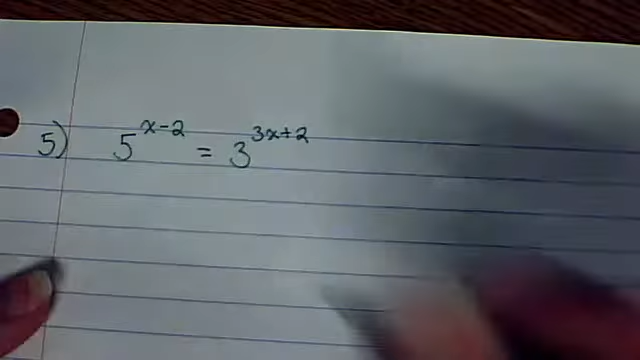 5) 5^{x-2} = 3^{3x+2}